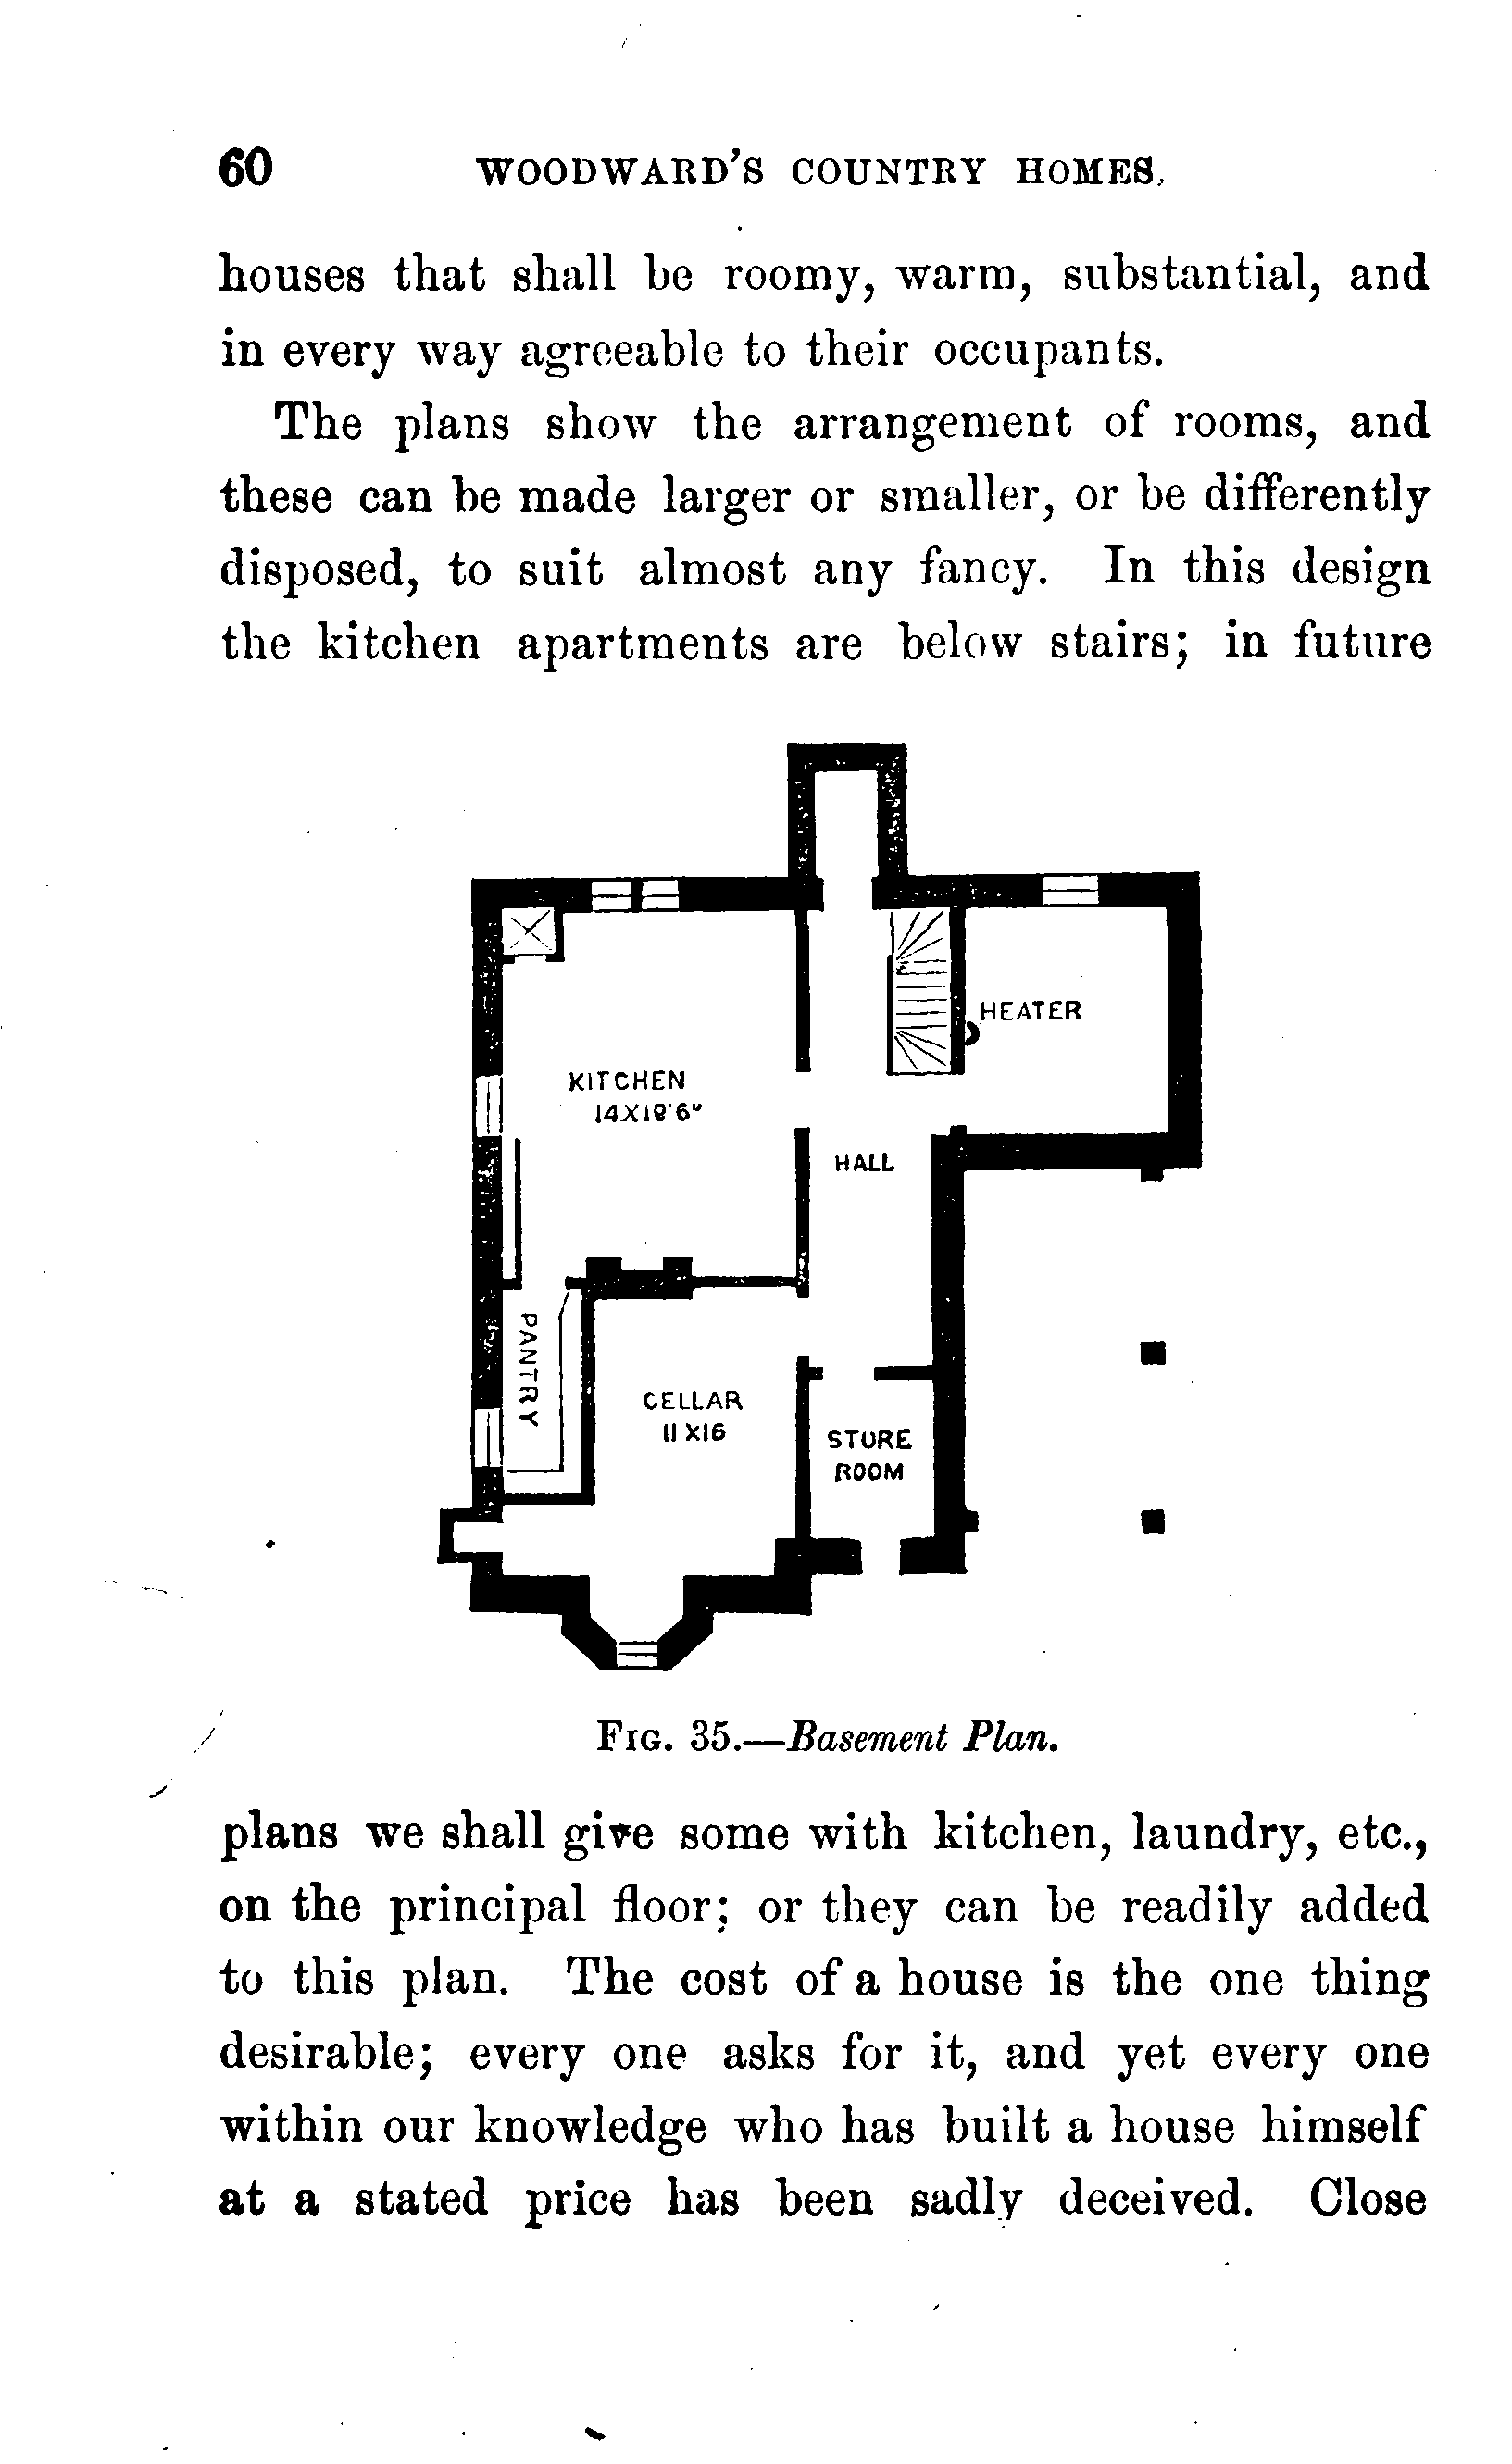 60 WOODWARD'S COUNTRY HOMES.
houses that shall be roomy, warm, substantial, and
in every way agreeable to their occupants.
The plans show the arrangement of rooms, and
these can be made larger or smaller, or be differently
disposed, to suit almost any fancy. In this design
the kitchen apartments are below stairs; in future
HEATER
KITCHEN
HALL
PANTRY
CELLAR
11 X 16
STORE
ROOM
FIG. 35.—Basement Plan.
plans we shall give some with kitchen, laundry, etc.,
on the principal floor; or they can be readily added
to this plan. The cost of a house is the one thing
desirable; every one asks for it, and yet every one
within our knowledge who has built a house himself
at a stated price has been sadly deceived. Close